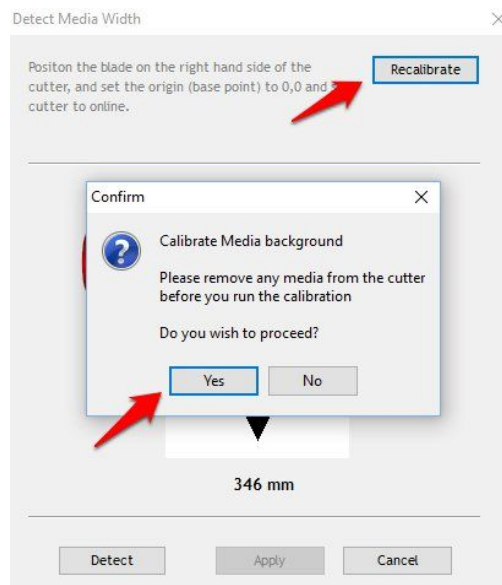 Detect Media Width
Positon the blade on the right hand side of the
cutter, and set the origin (base point) to 0,0 and
cutter to online.
Recalibrate
Confirm
Calibrate Media background
Please remove any media from the cutter
before you run the calibration
Do you wish to proceed?
Yes
No
346 mm
Detect
Apply
Cancel